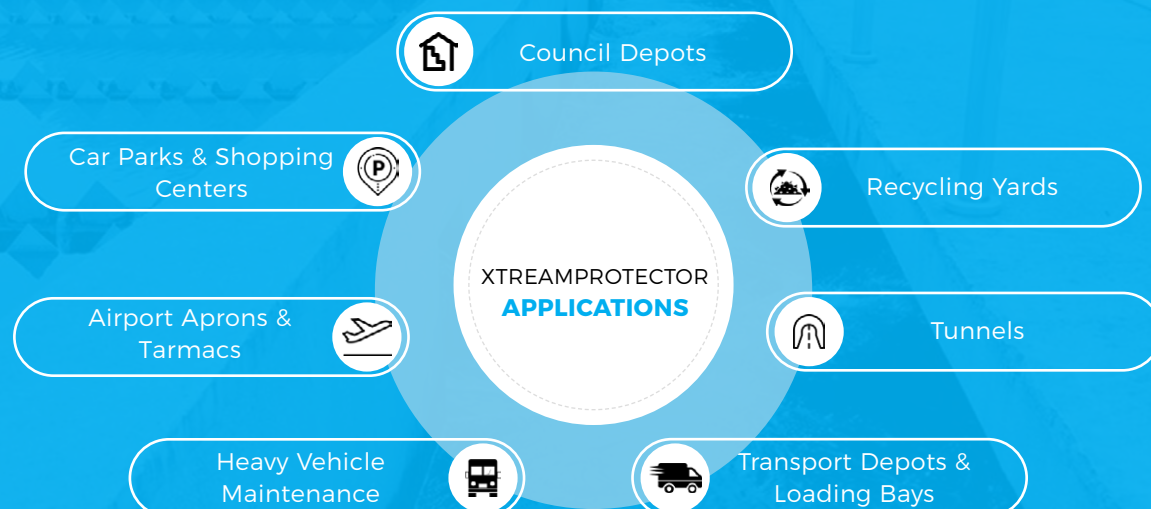 Council Depots
Car Parks & Shopping
Centers
P
Recycling Yards
XTREAMPROTECTOR
APPLICATIONS
Airport Aprons &
Tarmacs
Tunnels
Heavy Vehicle
Maintenance
Transport Depots &
Loading Bays